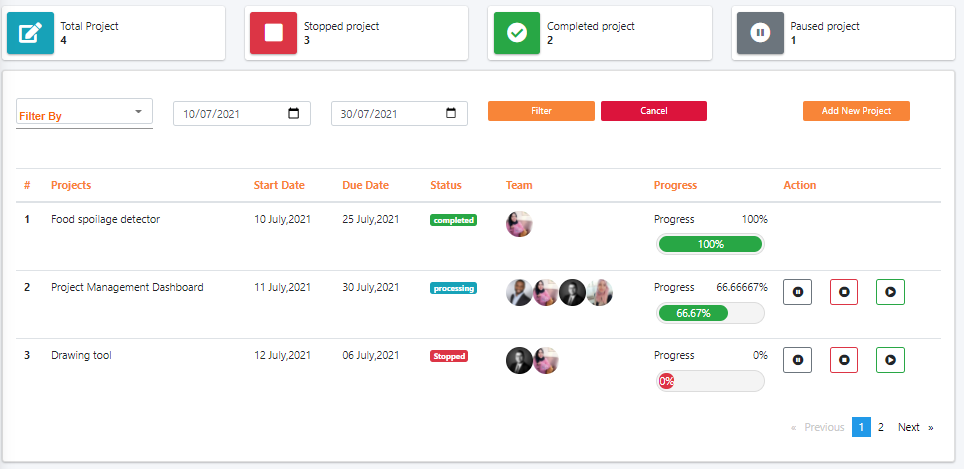 Total Project
4
Stopped project
3
Completed project
2
Paused project
1
Filter By
10/07/2021
30/07/2021
Filter
Cancel
Add New Project
# Projects Start Date Due Date Status Team Progress Action
1 Food spoilage detector 10 July,2021 25 July,2021 completed Progress 100%
100%
2 Project Management Dashboard 11 July,2021 30 July,2021 processing Progress 66.66667%
66.67%
3 Drawing tool 12 July,2021 06 July,2021 Stopped Progress 0%
0%
« Previous 1 2 Next »